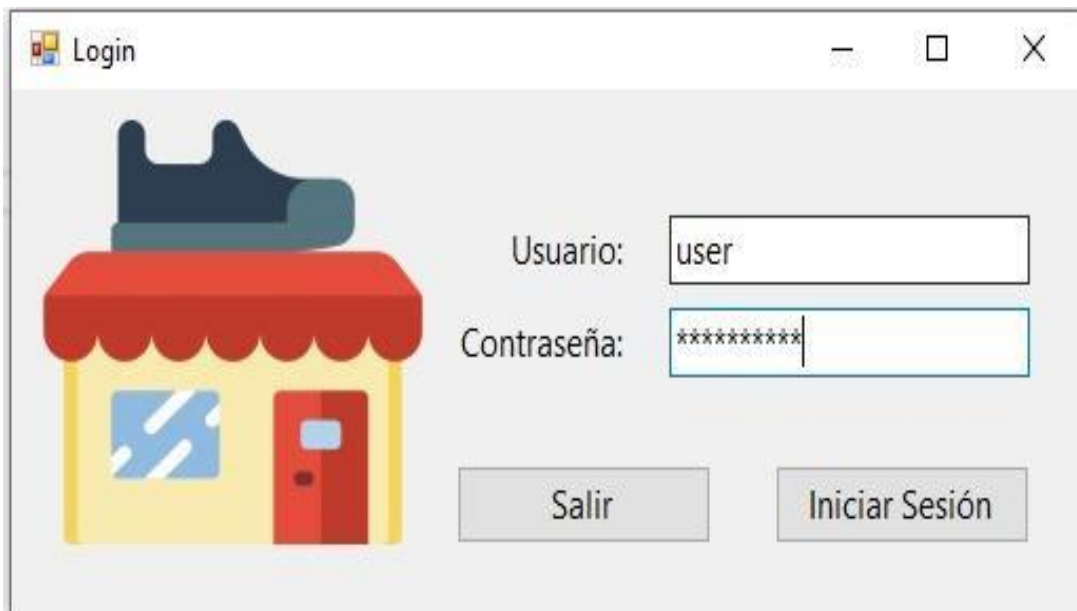 Login
Usuario: user
Contraseña: **********
Salir Iniciar Sesión